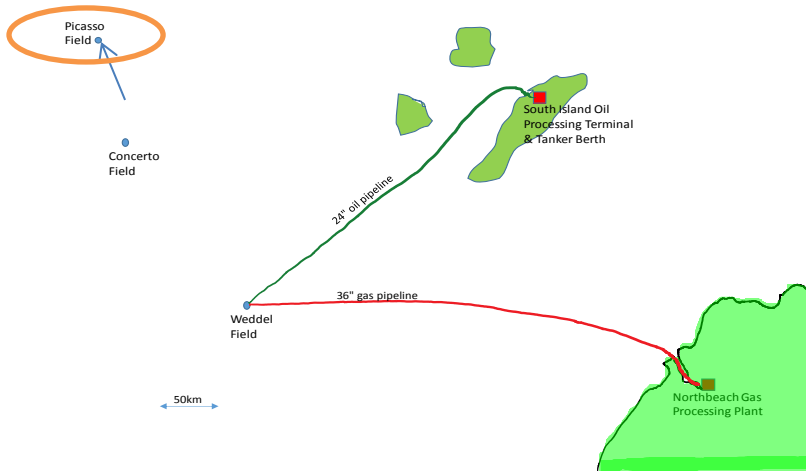 Picasso
Field
South Island Oil
Processing Terminal
& Tanker Berth
Concerto
Field
24" oil pipeline
36" gas pipeline
Weddel
Field
50km
Northbeach Gas
Processing Plant